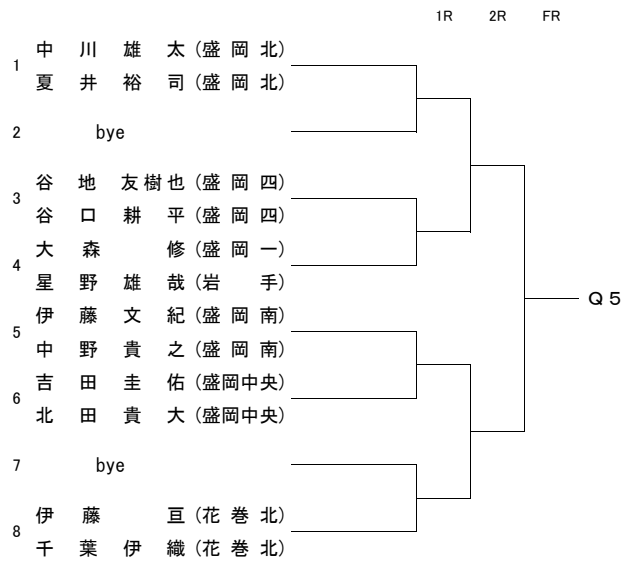 1R 2R FR
1 中川雄太(盛岡北)
夏井裕司(盛岡北)
2 bye
3 谷地友樹也(盛岡四)
谷口耕平(盛岡四)
4 大森修(盛岡一)
星野雄哉(岩手)
Q5
5 伊藤文紀(盛岡南)
中野貴之(盛岡南)
6 吉田圭佑(盛岡中央)
北田貴大(盛岡中央)
7 bye
8 伊藤亘(花巻北)
千葉伊織(花巻北)